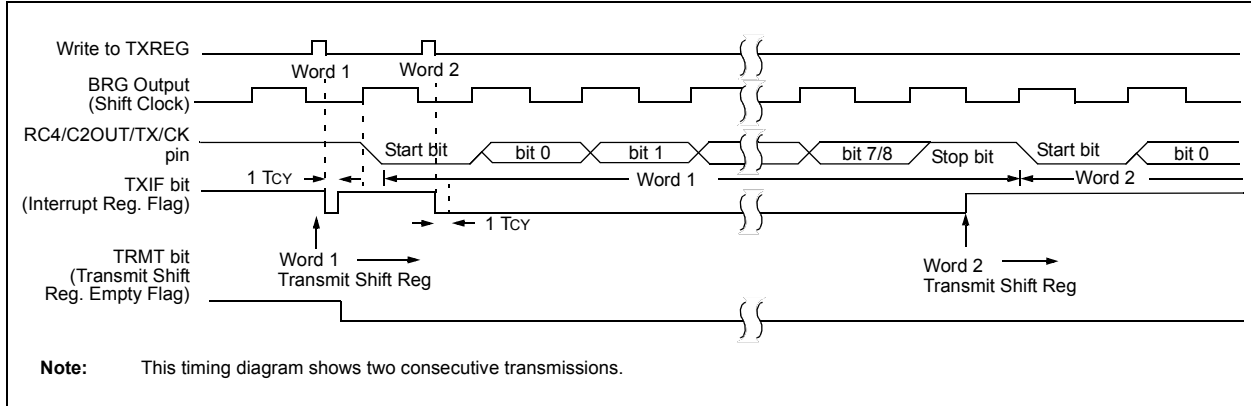 Write to TXREG
Word 1
Word 2
BRG Output
(Shift Clock)
RC4/C2OUT/TX/CK
pin
Start bit
bit 0
bit 1
bit 7/8
Stop bit
Start bit
bit 0
1 TCY
Word 1
Word 2
TXIF bit
(Interrupt Reg. Flag)
1 TCY
TRMT bit
(Transmit Shift
Reg. Empty Flag)
Word 1
Transmit Shift Reg
Word 2
Transmit Shift Reg
Note: This timing diagram shows two consecutive transmissions.